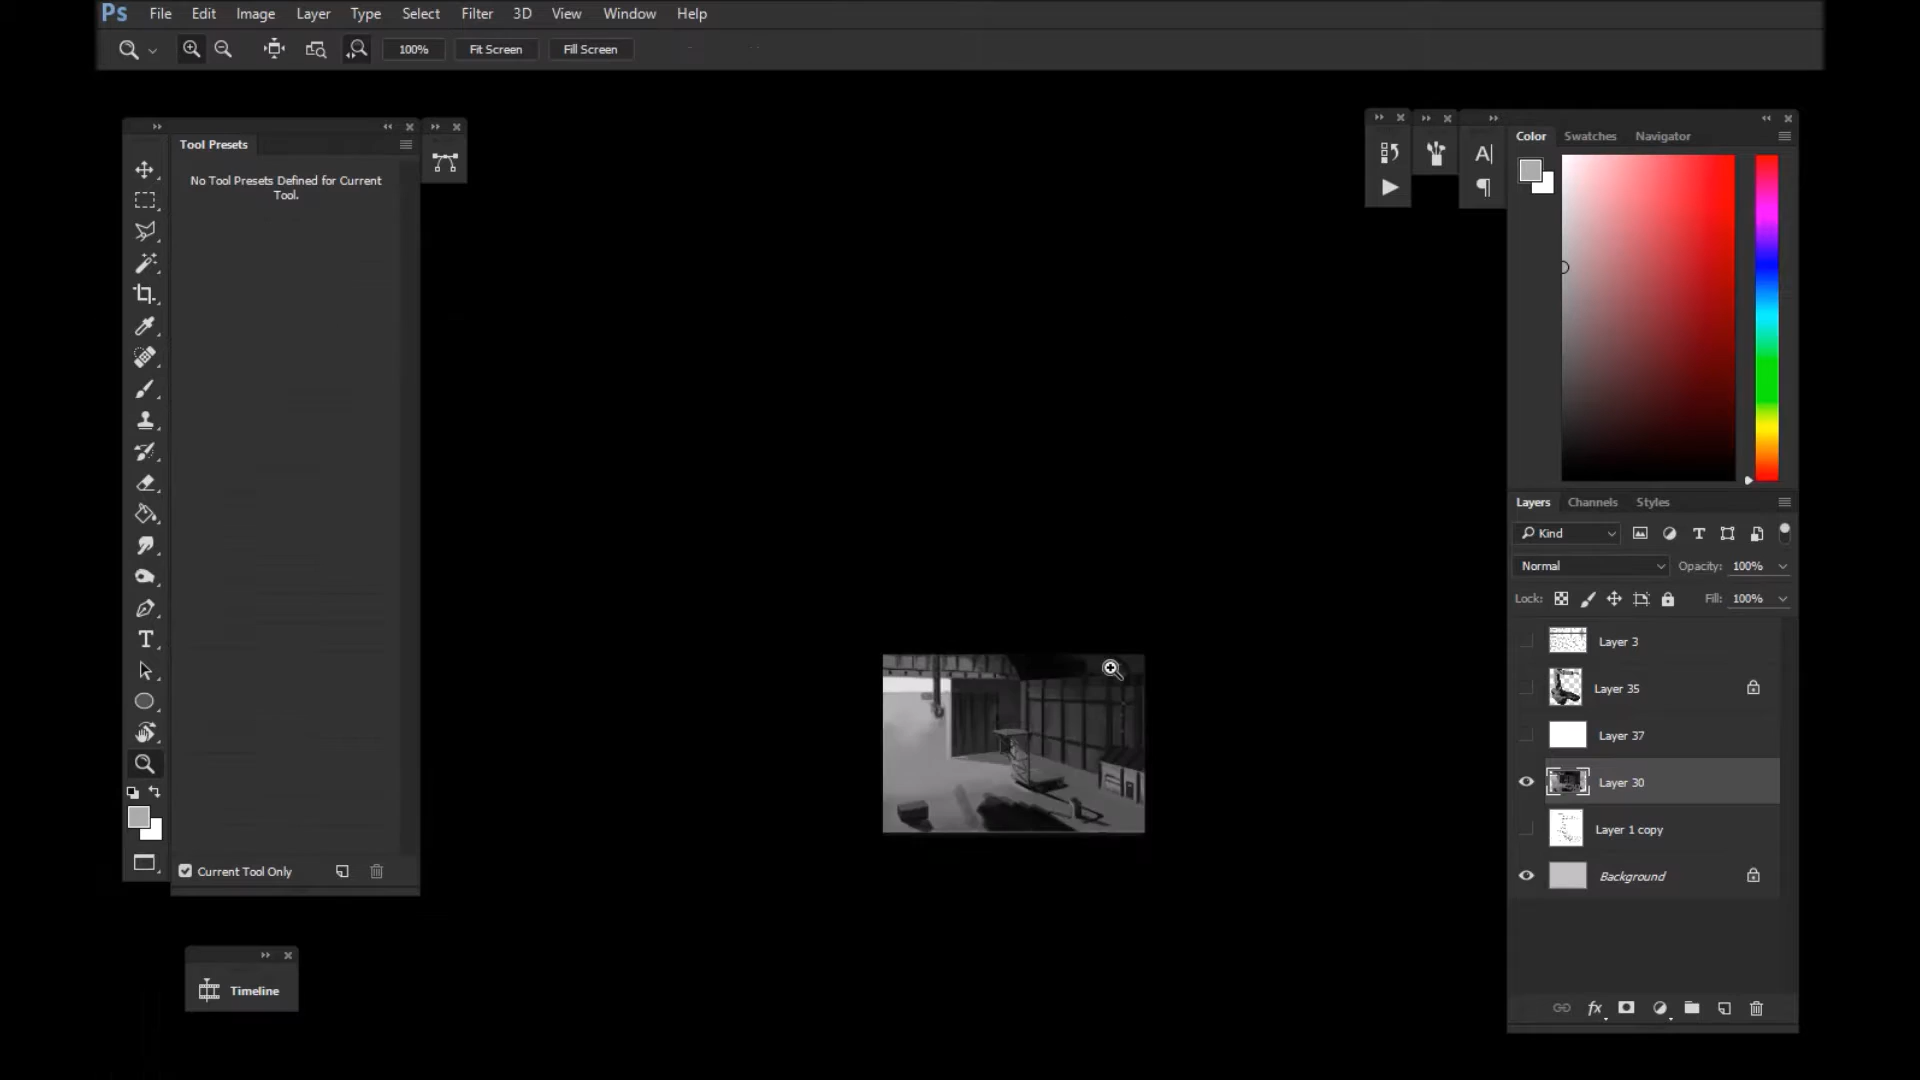 Ps File Edit Image Layer Type Select Filter 3D View Window Help
100% Fit Screen Fill Screen
Tool Presets
No Tool Presets Defined for Current
Tool.
Current Tool Only
Timeline
Color Swatches Navigator
Layers Channels Styles
Kind
Normal Opacity: 100%
Lock: Fill: 100%
Layer 3
Layer 35
Layer 37
Layer 30
Layer 1 copy
Background